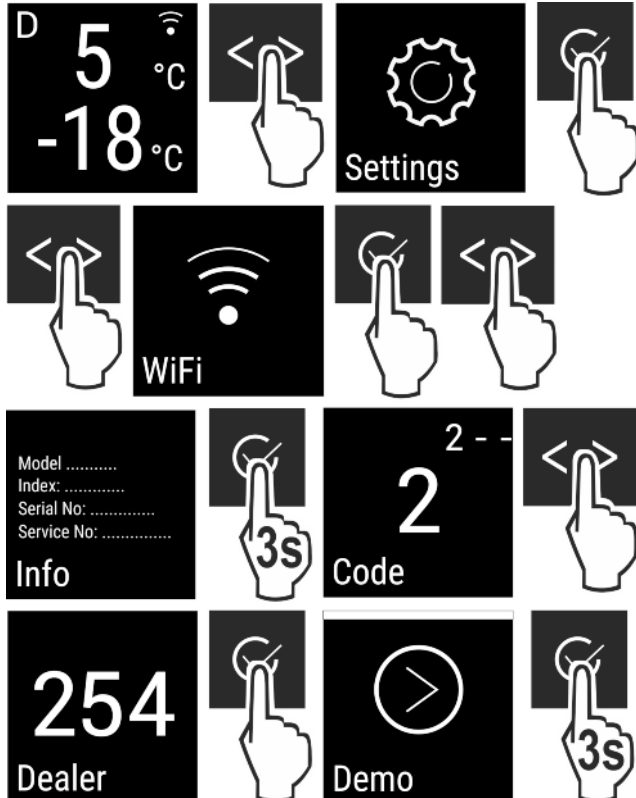 D
5 °C
-18 °C
Settings
WiFi
Model ...........
Index: .............
Serial No: ..............
Service No: ...............
Info
3s
2 - -
2
Code
254
Dealer
Demo
3s